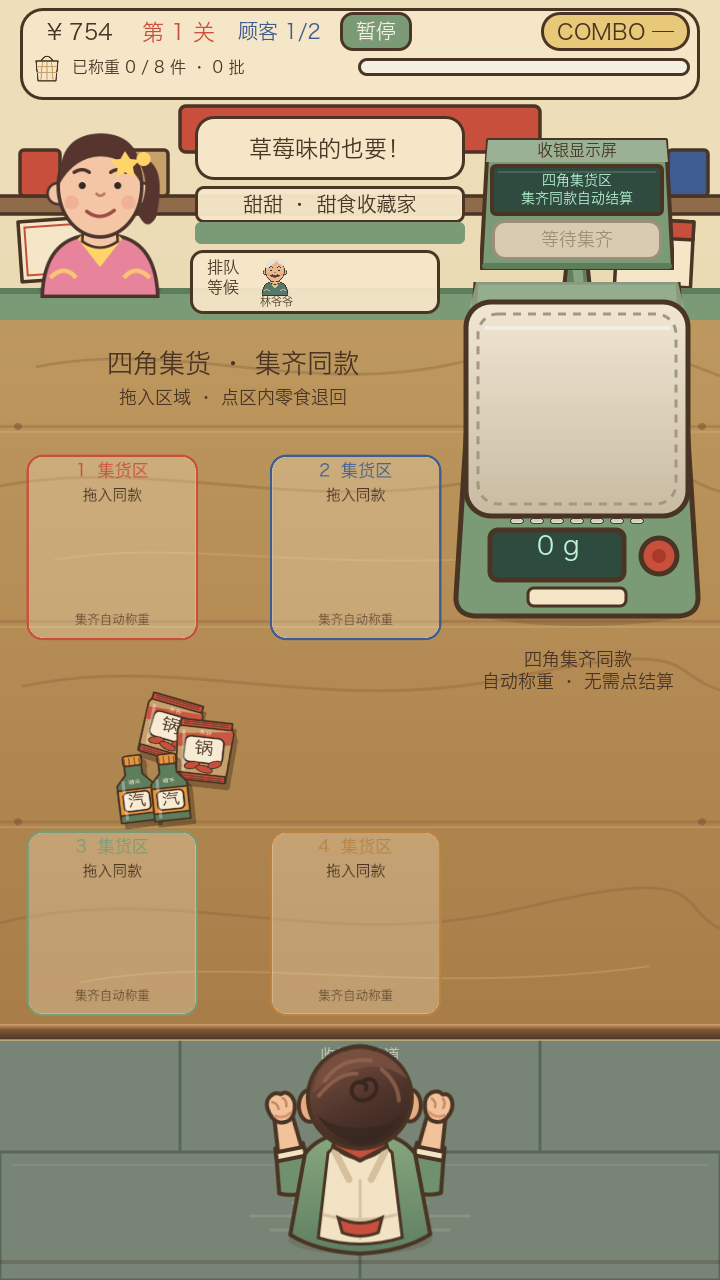 ¥ 754 第 1 关 顾客 1/2 暂停 COMBO —
已称重 0 / 8 件 · 0 批
草莓味的也要！
甜甜 · 甜食收藏家
排队
等候
林爷爷
收银显示屏
四角集货区
集齐同款自动结算
等待集齐
四角集货 · 集齐同款
拖入区域 · 点区内零食退回
1 集货区
拖入同款
集齐自动称重
2 集货区
拖入同款
集齐自动称重
0 g
四角集齐同款
自动称重 · 无需点结算
锅
锅
汽
汽
3 集货区
拖入同款
集齐自动称重
4 集货区
拖入同款
集齐自动称重